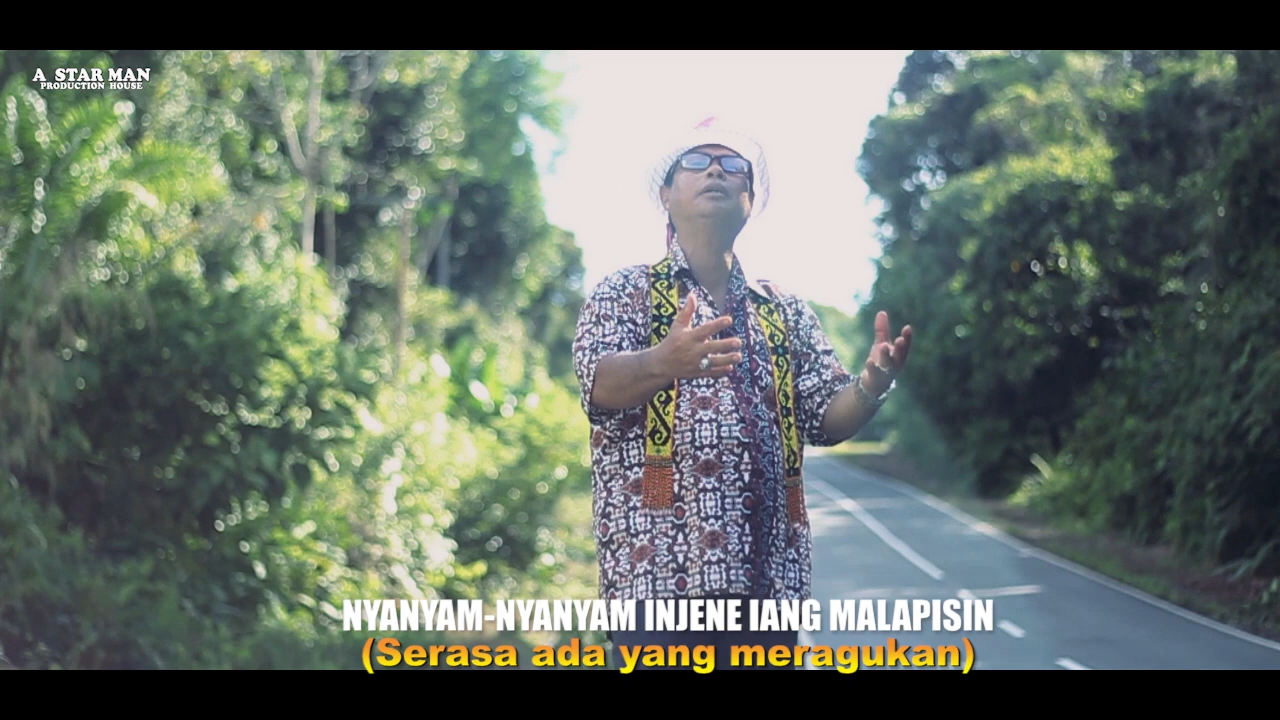 A STAR MAN
PRODUCTION HOUSE
NYANYAM-NYANYAM INJENE IANG MALAPISIN
(Serasa ada yang meragukan)